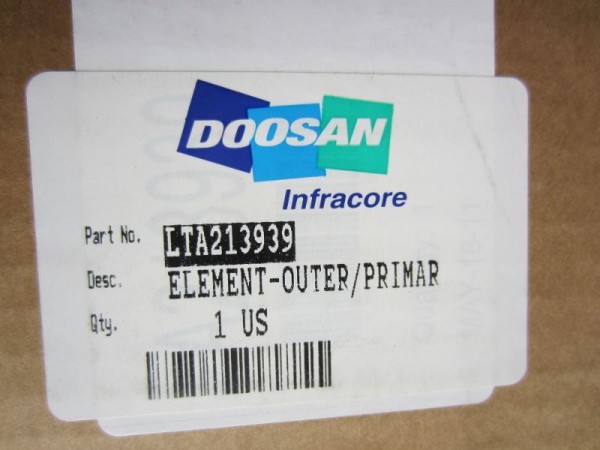 DOOSAN
Infracore
Part No. LTA213939
Desc. ELEMENT-OUTER/PRIMAR
Qty. 1 US